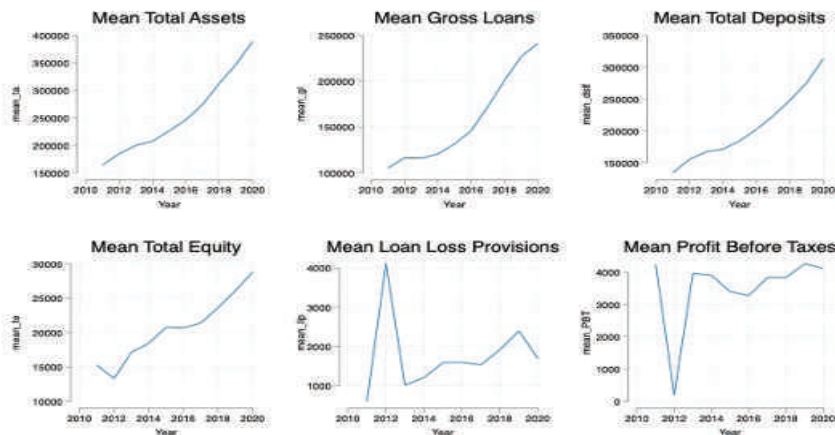 Mean Total Assets
400000
350000
300000
250000
200000
150000
mean_ta
2010 2012 2014 2016 2018 2020
Year
Mean Gross Loans
250000
200000
150000
100000
mean_gl
2010 2012 2014 2016 2018 2020
Year
Mean Total Deposits
350000
300000
250000
200000
150000
2010 2012 2014 2016 2018 2020
Year
Mean Total Equity
30000
25000
20000
15000
10000
2010 2012 2014 2016 2018 2020
Year
Mean Loan Loss Provisions
4000
3000
2000
1000
2010 2012 2014 2016 2018 2020
Year
Mean Profit Before Taxes
4000
3000
2000
1000
0
mean_PBT
2010 2012 2014 2016 2018 2020
Year